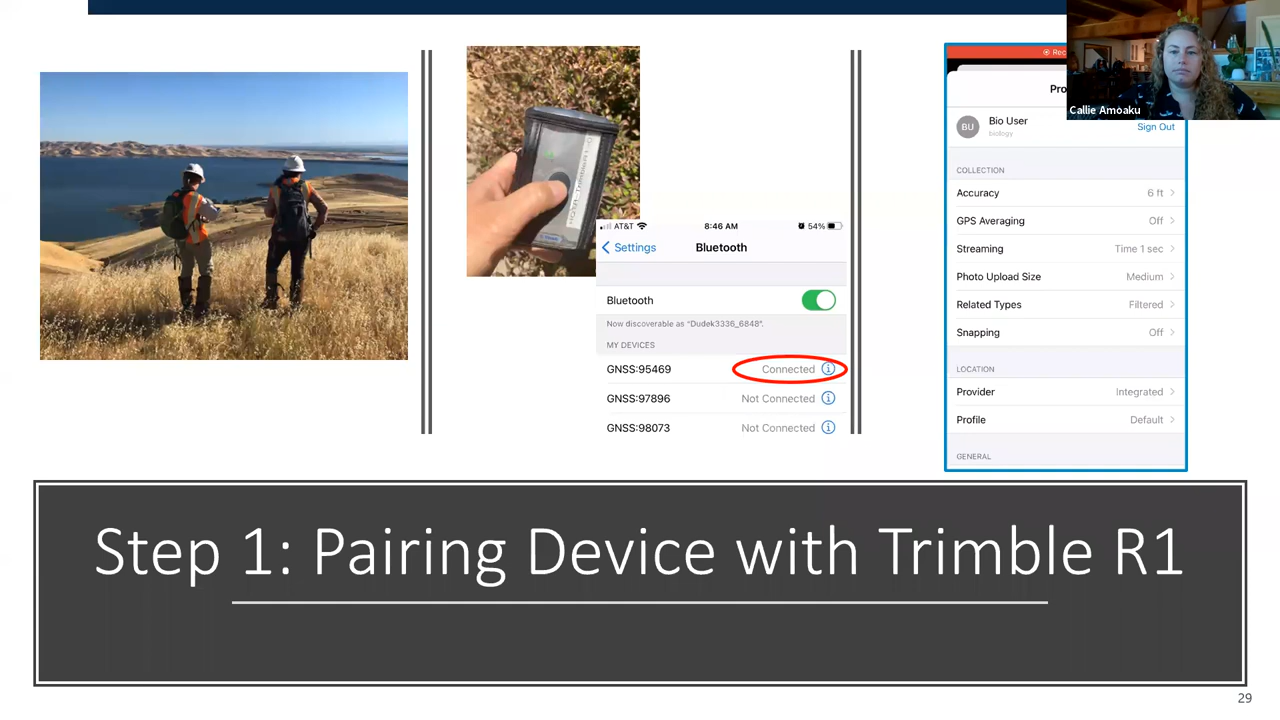 Callie Amoaku
AT&T 8:46 AM 54%
Settings Bluetooth
Bluetooth
Now discoverable as "Dudek3336_6848".
MY DEVICES
GNSS:95469 Connected
GNSS:97896 Not Connected
GNSS:98073 Not Connected
Rec
Pro
BU Bio User
biology
Sign Out
COLLECTION
Accuracy 6 ft
GPS Averaging Off
Streaming Time 1 sec
Photo Upload Size Medium
Related Types Filtered
Snapping Off
LOCATION
Provider Integrated
Profile Default
GENERAL
Step 1: Pairing Device with Trimble R1
29